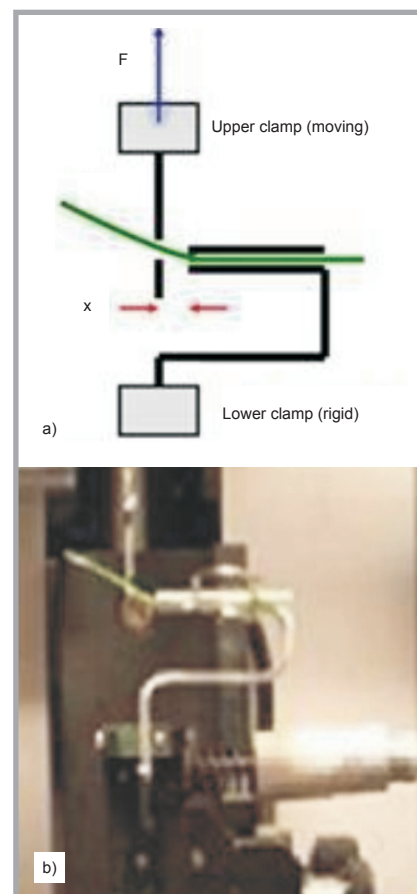 F
Upper clamp (moving)
x
Lower clamp (rigid)
a)
b)